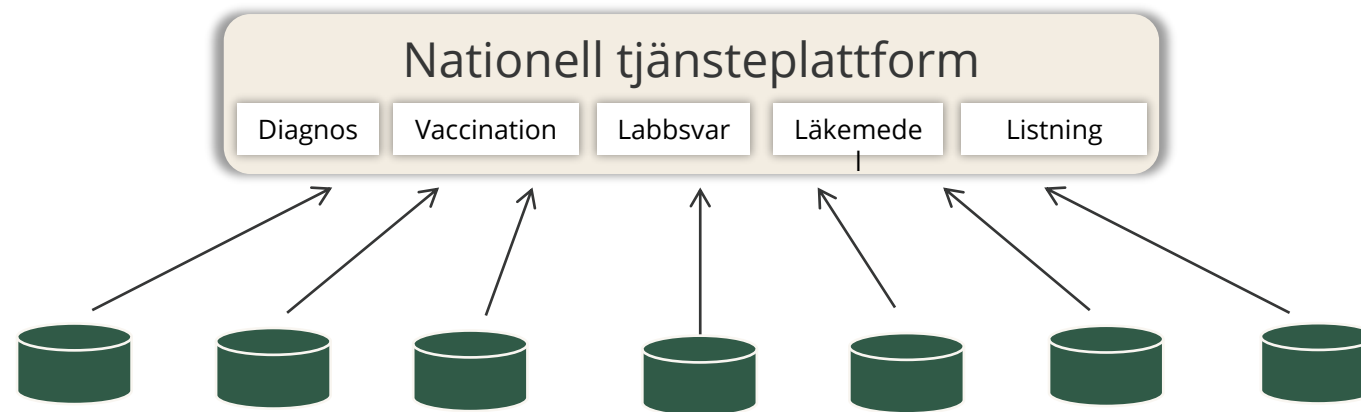 Nationell tjänsteplattform
Diagnos Vaccination Labbsvar Läkemede Listning
l